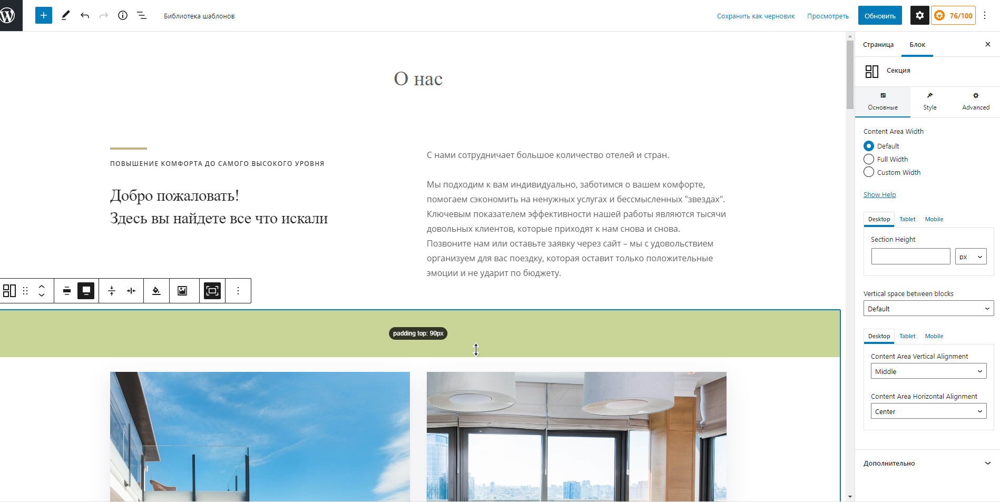 Библиотека шаблонов
Сохранить как черновик
Просмотреть
Обновить
76/100
О нас
ПОВЫШЕНИЕ КОМФОРТА ДО САМОГО ВЫСОКОГО УРОВНЯ
Добро пожаловать!
Здесь вы найдете все что искали
С нами сотрудничает большое количество отелей и стран.
Мы подходим к вам индивидуально, заботимся о вашем комфорте,
помогаем сэкономить на ненужных услугах и бессмысленных "звездах".
Ключевым показателем эффективности нашей работы являются тысячи
довольных клиентов, которые приходят к нам снова и снова.
Позвоните нам или оставьте заявку через сайт – мы с удовольствием
организуем для вас поездку, которая оставит только положительные
эмоции и не ударит по бюджету.
padding top: 90px
Страница
Блок
Секция
Основные
Style
Advanced
Content Area Width
Default
Full Width
Custom Width
Show Help
Desktop
Tablet
Mobile
Section Height
px
Vertical space between blocks
Default
Desktop
Tablet
Mobile
Content Area Vertical Alignment
Middle
Content Area Horizontal Alignment
Center
Дополнительно